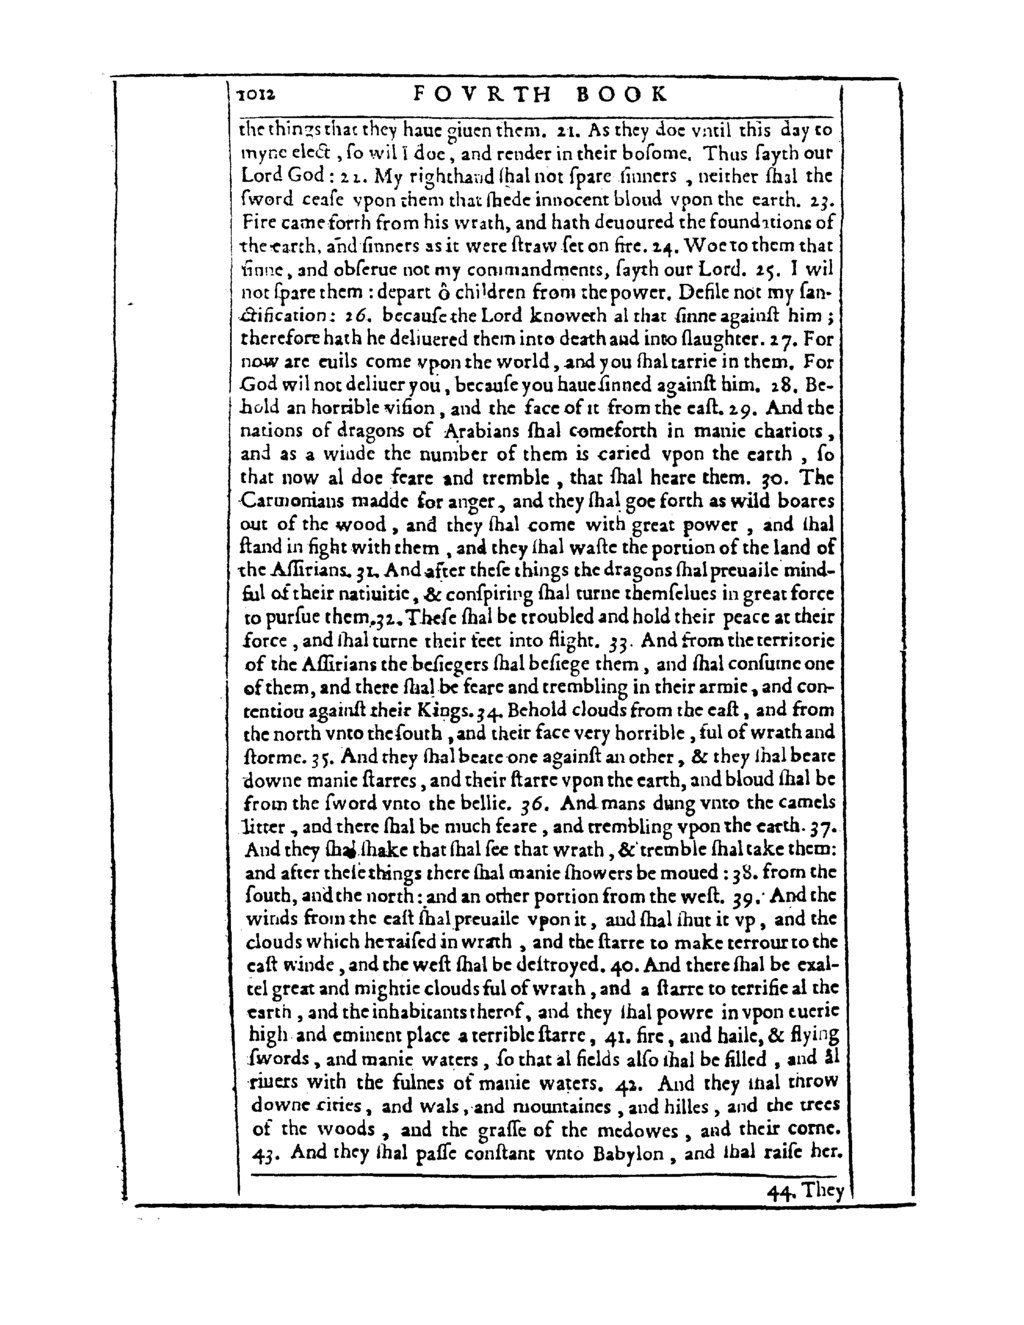 1012 FOVRTH BOOK
the things that they haue giuen them. 21. As they doe vntil this day to
myne elect, ſo wil I doe, and render in their boſome. Thus ſayth our
Lord God: 22. My righthand ſhal not ſpare ſinners, neither ſhal the
ſword ceaſe vpon them that ſhede innocent bloud vpon the earth. 23.
Fire came forth from his wrath, and hath deuoured the foundations of
the earth, and ſinners as it were ſtraw ſet on fire. 24. Woe to them that
ſinne, and obſerue not my commandments, ſayth our Lord. 25. I wil
not ſpare them: depart ô children from the power. Defile not my ſan-
ctification: 26. becauſe the Lord knoweth al that ſinne againſt him;
therefore hath he deliuered them into death and into ſlaughter. 27. For
now are euils come vpon the world, and you ſhal tarrie in them. For
God wil not deliuer you, becauſe you haue ſinned againſt him. 28. Be-
hold an horrible viſion, and the face of it from the eaſt. 29. And the
nations of dragons of Arabians ſhal comeforth in manie chariots,
and as a winde the number of them is caried vpon the earth, ſo
that now al doe feare and tremble, that ſhal heare them. 30. The
Carmonians madde for anger, and they ſhal goe forth as wild boares
out of the wood, and they ſhal come with great power, and ſhal
ſtand in fight with them, and they ſhal waſte the portion of the land of
the Aſſirians. 31. And after theſe things the dragons ſhal preuaile mind-
ful of their natiuitie, & conſpiring ſhal turne themſelues in great force
to purſue them. 32. Theſe ſhal be troubled and hold their peace at their
force, and ſhal turne their feet into flight. 33. And from the territorie
of the Aſſirians the beſiegers ſhal beſiege them, and ſhal conſume one
of them, and there ſhal be feare and trembling in their armie, and con-
tention againſt their Kings. 34. Behold clouds from the eaſt, and from
the north vnto the ſouth, and their face very horrible, ful of wrath and
ſtorme. 35. And they ſhal beate one againſt an other, & they ſhal beate
downe manie ſtarres, and their ſtarre vpon the earth, and bloud ſhal be
from the ſword vnto the bellie. 36. And mans dung vnto the camels
litter, and there ſhal be much feare, and trembling vpon the earth. 37.
And they ſhal ſhake that ſhal ſee that wrath, & tremble ſhal take them:
and after theſe things there ſhal manie ſhowers be moued: 38. from the
ſouth, and the north: and an other portion from the weſt. 39. And the
winds from the eaſt ſhal preuaile vpon it, and ſhal ſhut it vp, and the
clouds which he raiſed in wrath, and the ſtarre to make terrour to the
eaſt winde, and the weſt ſhal be deſtroyed. 40. And there ſhal be exal-
tel great and mightie clouds ful of wrath, and a ſtarre to terrifie al the
earth, and the inhabitants therof, and they ſhal powre in vpon euerie
high and eminent place a terrible ſtarre, 41. fire, and haile, & flying
ſwords, and manie waters, ſo that al fields alſo ſhal be filled, and al
riuers with the fulnes of manie waters. 42. And they ſhal throw
downe cities, and wals, and mountaines, and hilles, and the trees
of the woods, and the graſſe of the medowes, and their corne.
43. And they ſhal paſſe conſtant vnto Babylon, and ſhal raiſe her.
44. They